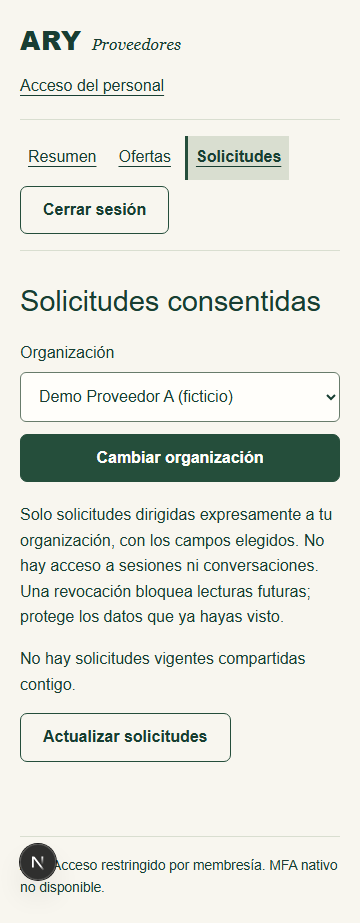 ARY Proveedores
Acceso del personal
Resumen Ofertas Solicitudes
Cerrar sesión
Solicitudes consentidas
Organización
Demo Proveedor A (ficticio)
Cambiar organización
Solo solicitudes dirigidas expresamente a tu
organización, con los campos elegidos. No
hay acceso a sesiones ni conversaciones.
Una revocación bloquea lecturas futuras;
protege los datos que ya hayas visto.
No hay solicitudes vigentes compartidas
contigo.
Actualizar solicitudes
N
Acceso restringido por membresía. MFA nativo
no disponible.